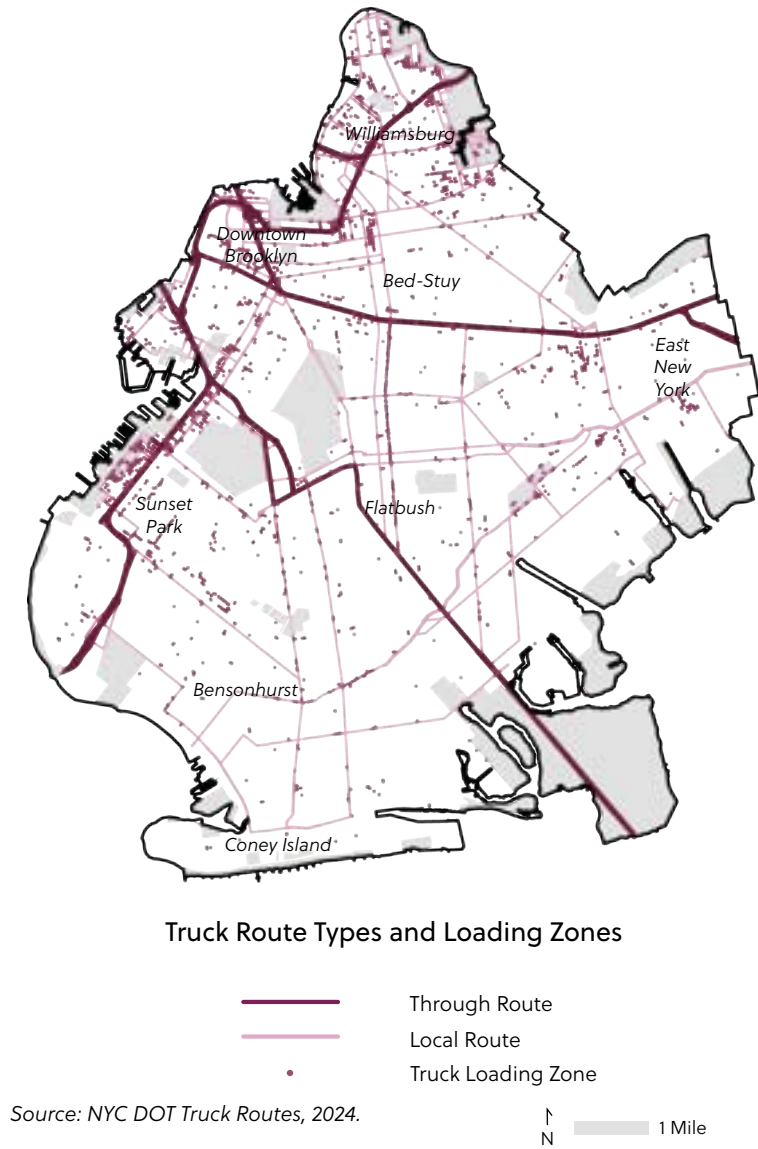 Williamsburg
Downtown
Brooklyn
Bed-Stuy
East
New
York
Sunset
Park
Flatbush
Bensonhurst
Coney Island
Truck Route Types and Loading Zones
Through Route
Local Route
Truck Loading Zone
Source: NYC DOT Truck Routes, 2024.
N
1 Mile